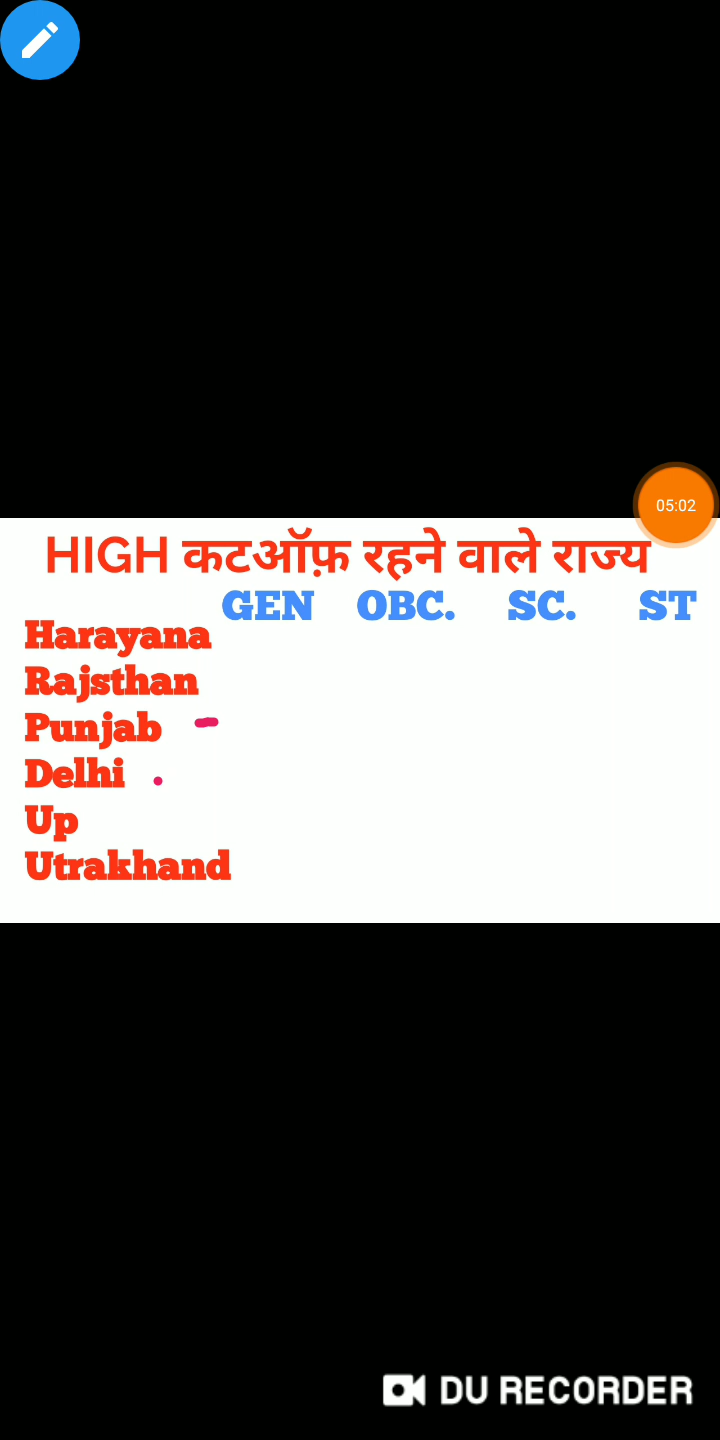 05:02
HIGH कटऑफ़ रहने वाले राज्य
GEN OBC. SC. ST
Harayana
Rajsthan
Punjab
Delhi
Up
Utrakhand
DU RECORDER